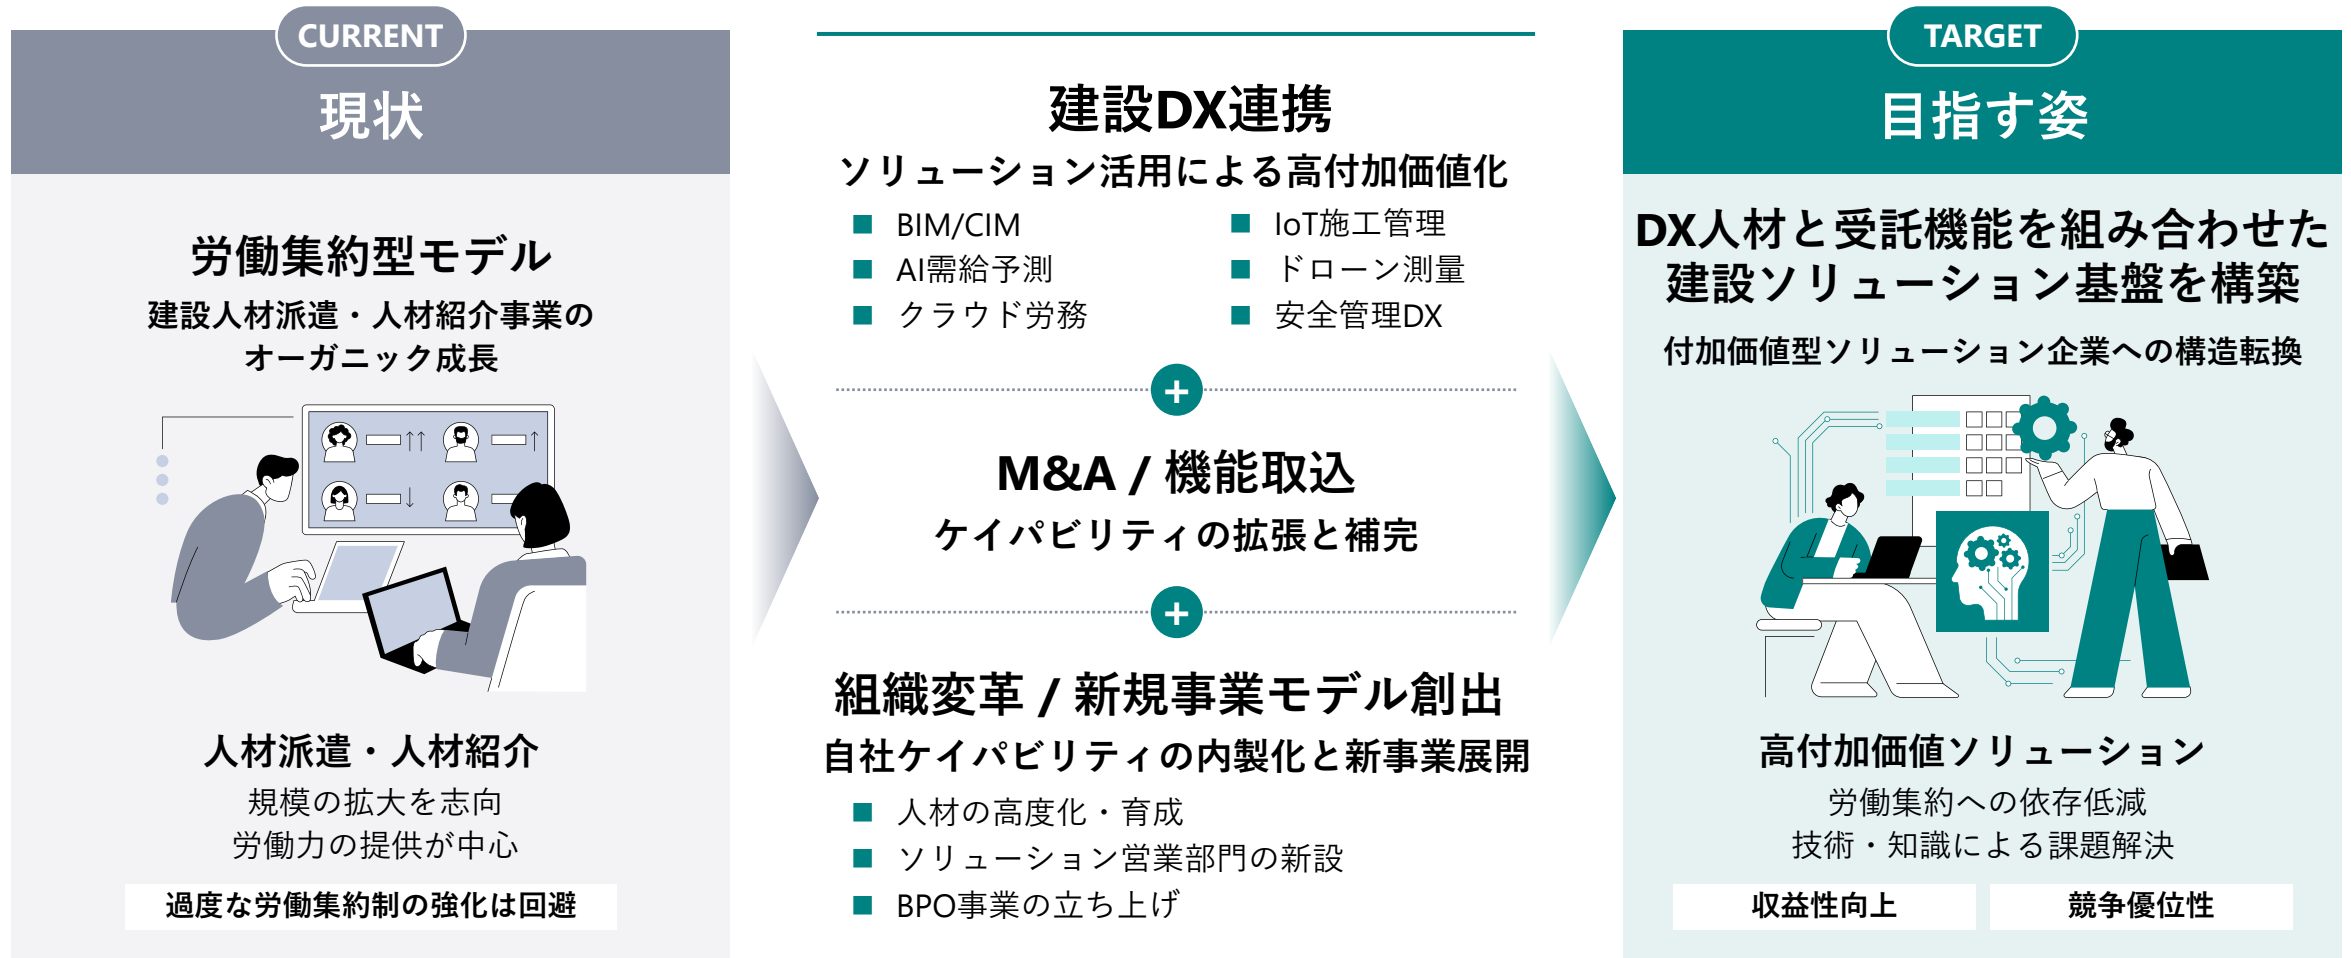 CURRENT
現状
労働集約型モデル
建設人材派遣・人材紹介事業の
オーガニック成長
人材派遣・人材紹介
規模の拡大を志向
労働力の提供が中心
過度な労働集約制の強化は回避
建設DX連携
ソリューション活用による高付加価値化
■ BIM/CIM
■ AI需給予測
■ クラウド労務
■ IoT施工管理
■ ドローン測量
■ 安全管理DX
+
M&A / 機能取込
ケイパビリティの拡張と補完
+
組織変革 / 新規事業モデル創出
自社ケイパビリティの内製化と新事業展開
■ 人材の高度化・育成
■ ソリューション営業部門の新設
■ BPO事業の立ち上げ
TARGET
目指す姿
DX人材と受託機能を組み合わせた
建設ソリューション基盤を構築
付加価値型ソリューション企業への構造転換
高付加価値ソリューション
労働集約への依存低減
技術・知識による課題解決
収益性向上
競争優位性